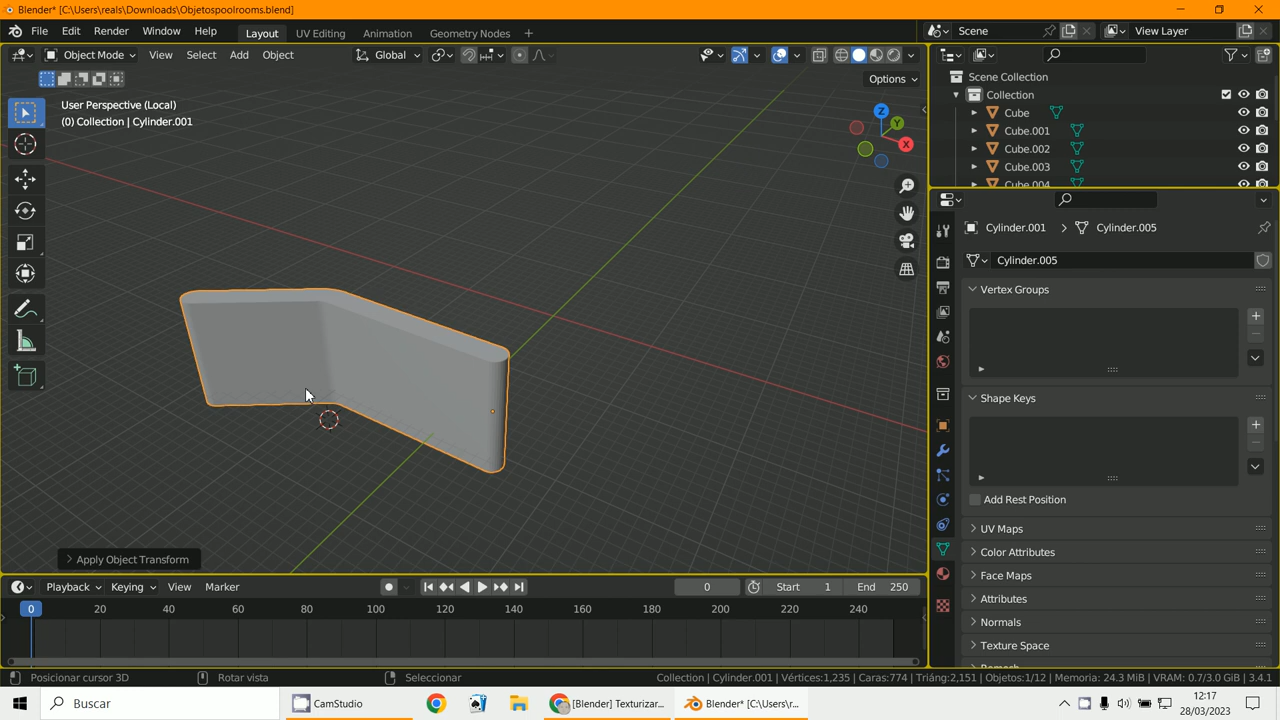 Blender* [C:\Users\reals\Downloads\Objetospoolrooms.blend]
File Edit Render Window Help Layout UV Editing Animation Geometry Nodes + Scene View Layer
Object Mode View Select Add Object Global
Options
User Perspective (Local)
(0) Collection | Cylinder.001
Z
Y
X
Scene Collection
Collection
Cube
Cube.001
Cube.002
Cube.003
Cube.004
Cylinder.001 > Cylinder.005
Cylinder.005
Vertex Groups
Shape Keys
Add Rest Position
UV Maps
Color Attributes
Face Maps
Attributes
Normals
Texture Space
Remesh
> Apply Object Transform
Playback Keying View Marker 0 Start 1 End 250
0 20 40 60 80 100 120 140 160 180 200 220 240
Posicionar cursor 3D Rotar vista Seleccionar Collection | Cylinder.001 | Vértices:1,235 | Caras:774 | Triáng:2,151 | Objetos:1/12 | Memoria: 24.3 MiB | VRAM: 0.7/3.0 GiB | 3.4.1
Buscar CamStudio [Blender] Texturizar... Blender* [C:\Users\r... 12:17
28/03/2023